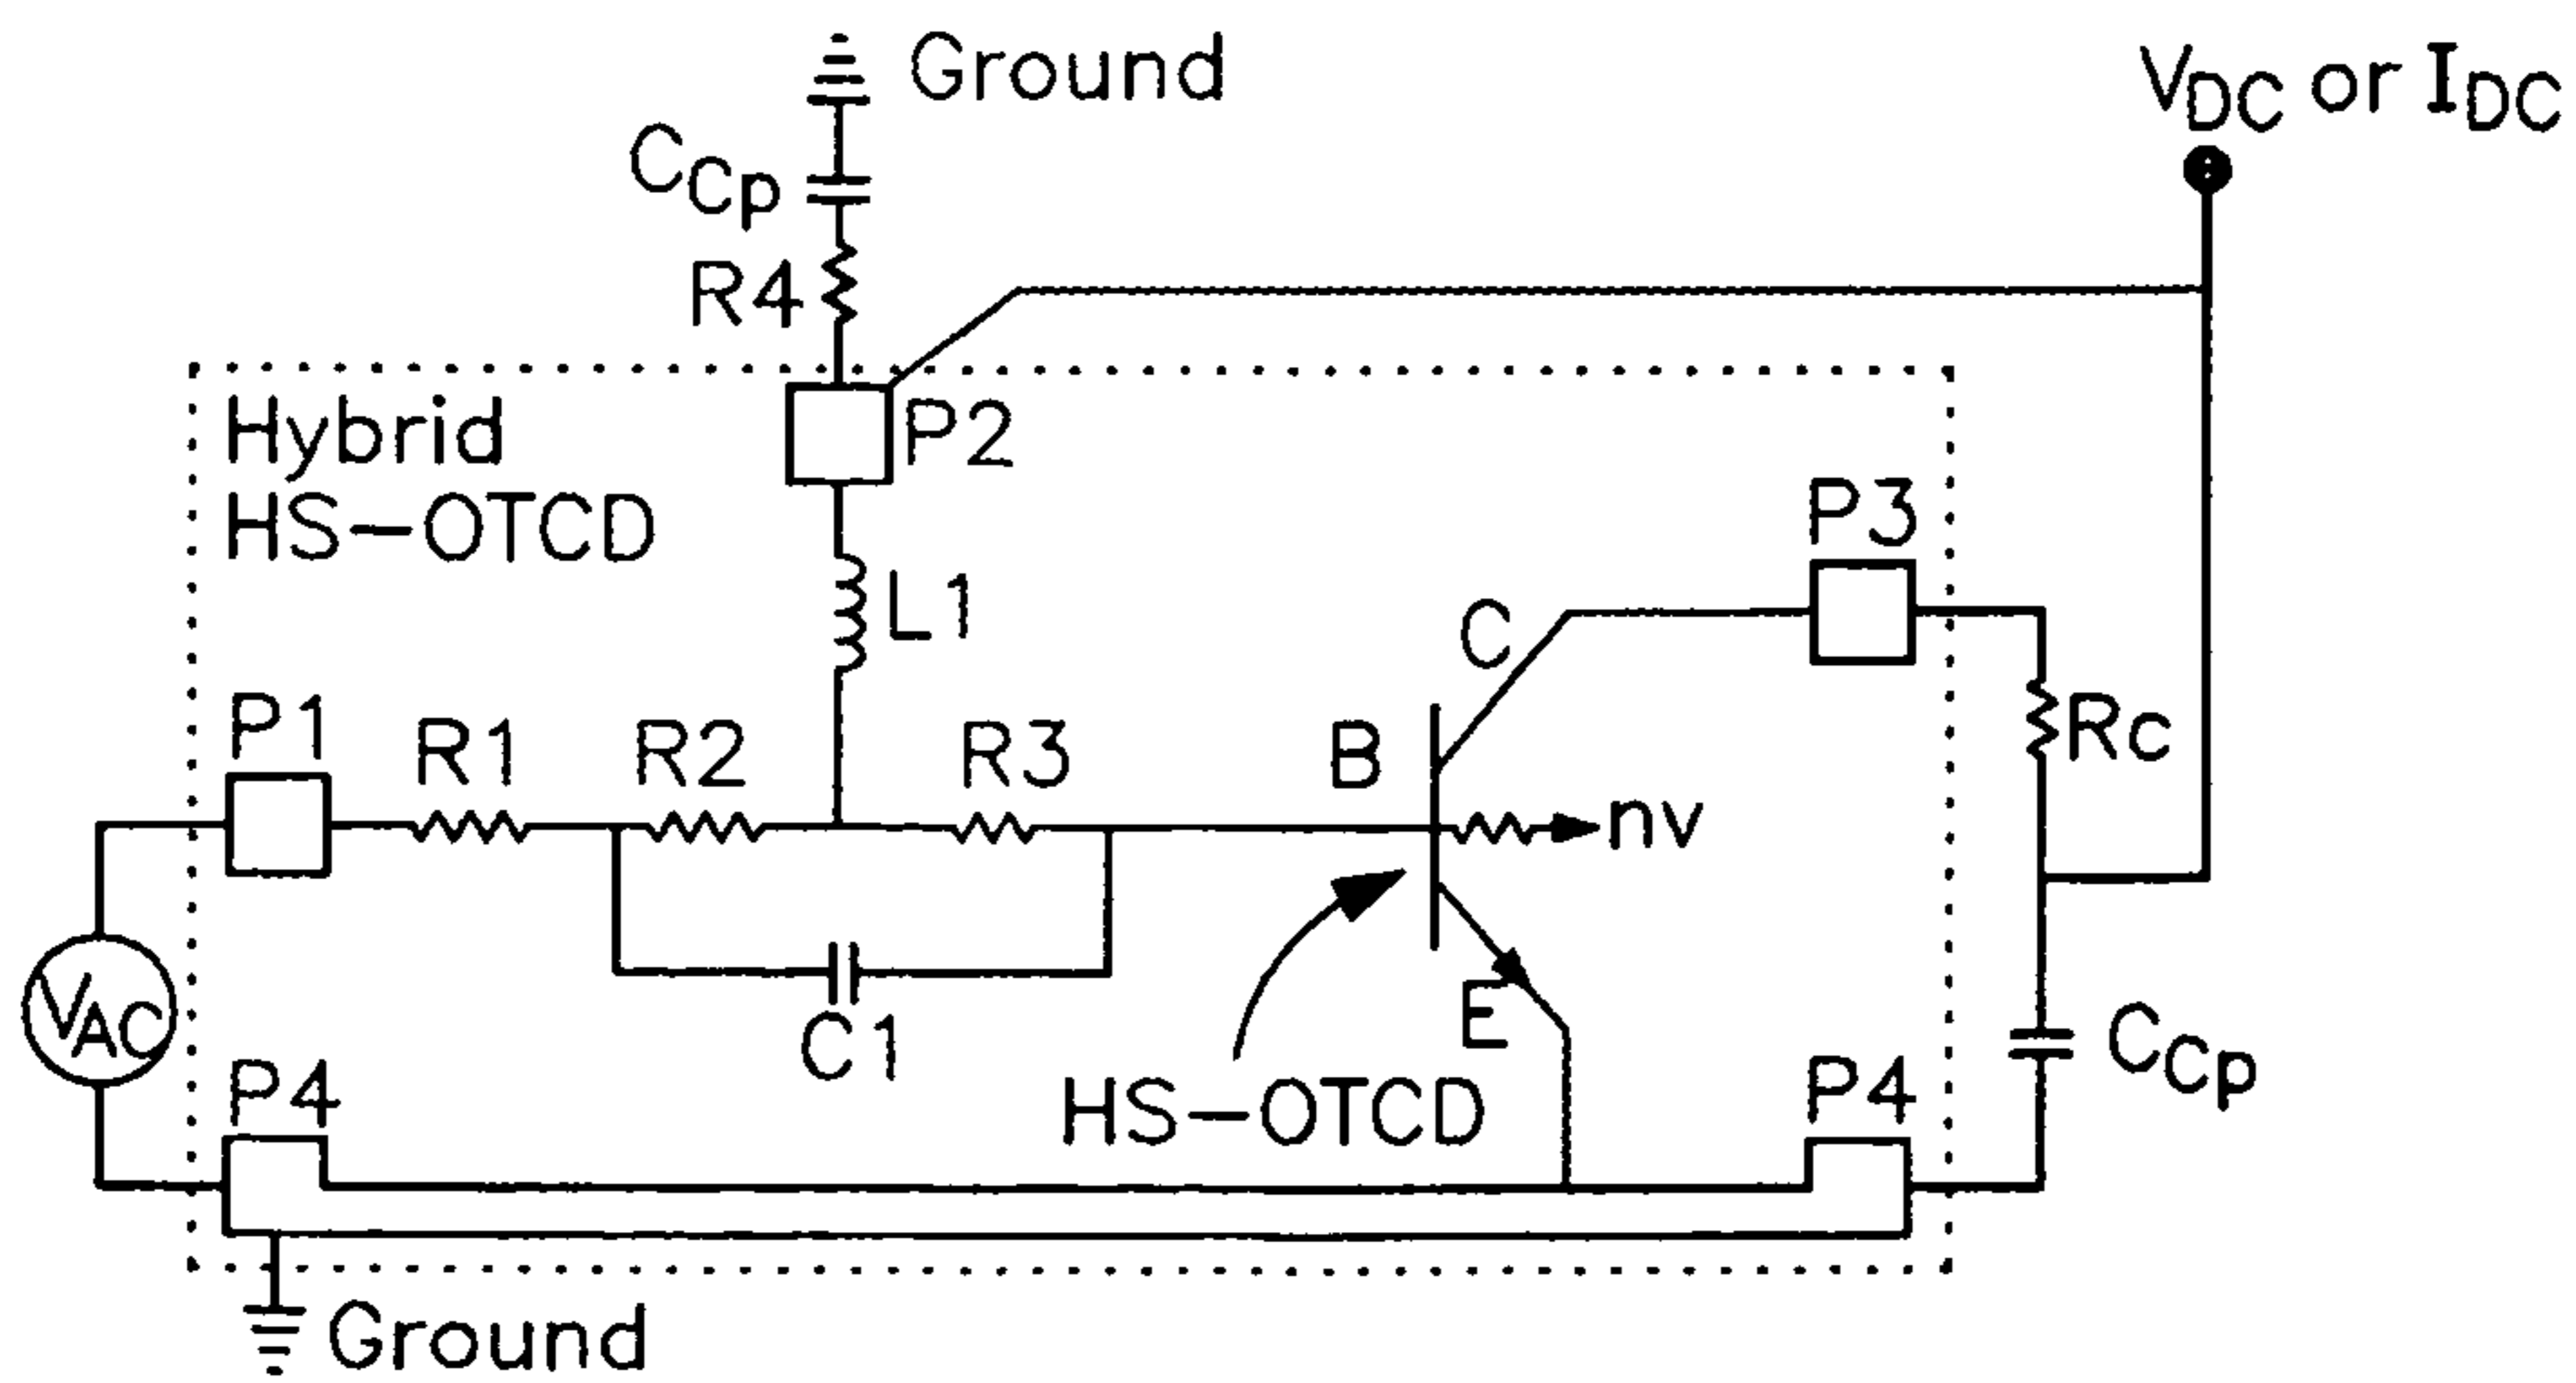 Ground
V_DC or I_DC
C_Cp
R4
Hybrid
P2
HS-OTCD
P3
L1
C
P1
R1
R2
R3
B
Rc
nv
V_AC
E
C1
C_Cp
P4
HS-OTCD
P4
Ground